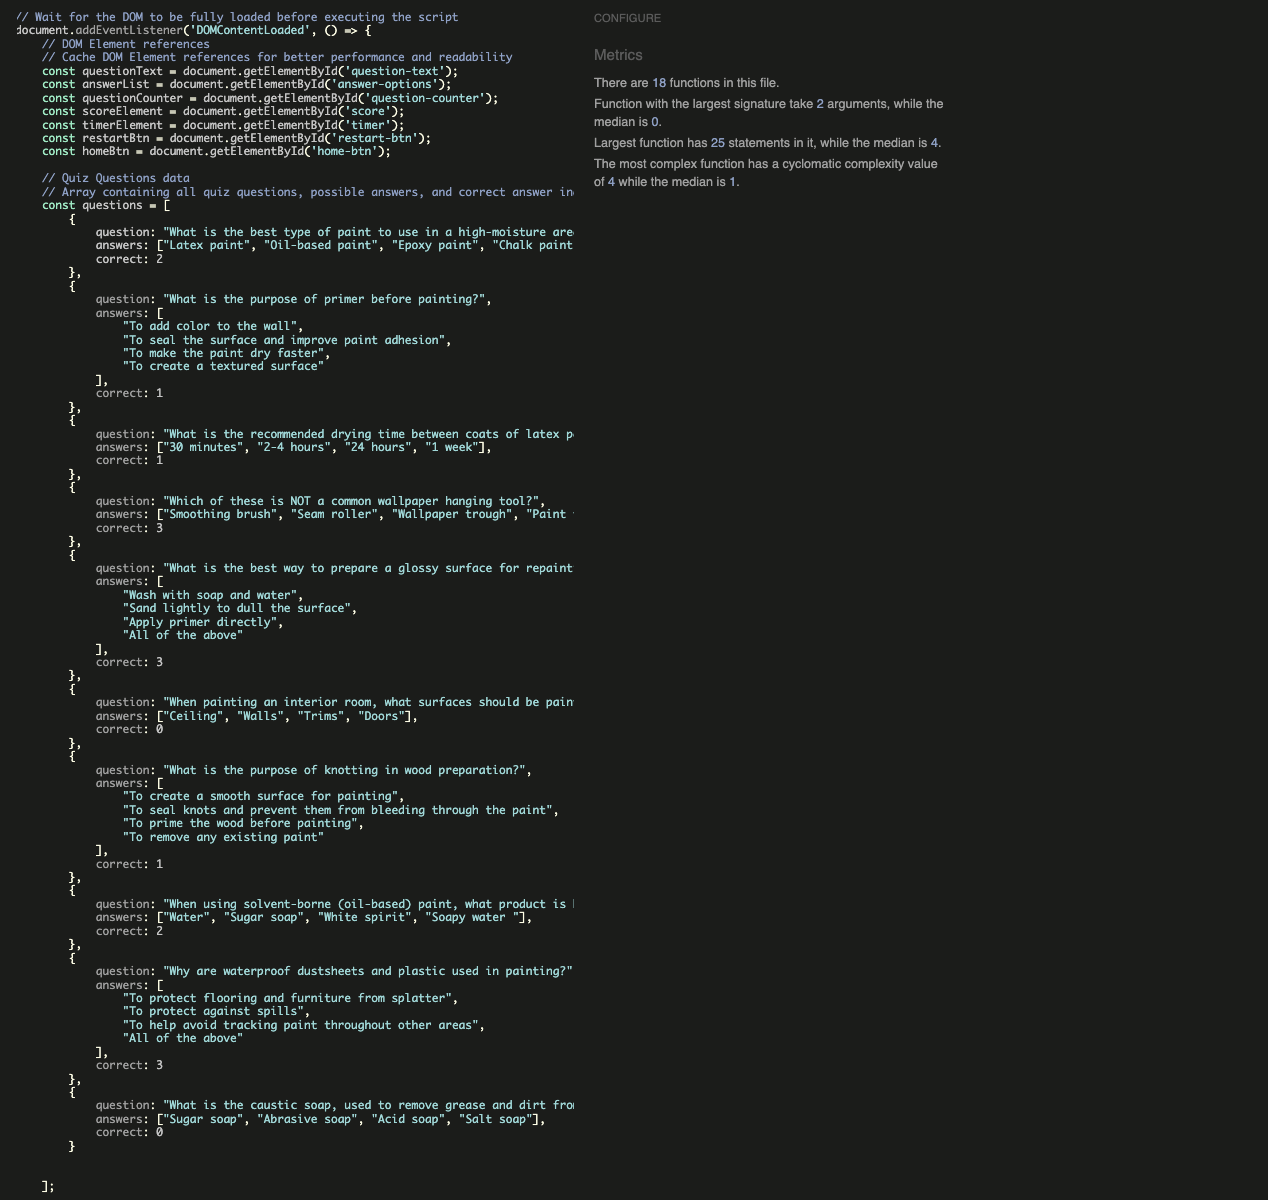 // Wait for the DOM to be fully loaded before executing the script
document.addEventListener('DOMContentLoaded', () => {
// DOM Element references
// Cache DOM Element references for better performance and readability
const questionText = document.getElementById('question-text');
const answerList = document.getElementById('answer-options');
const questionCounter = document.getElementById('question-counter');
const scoreElement = document.getElementById('score');
const timerElement = document.getElementById('timer');
const restartBtn = document.getElementById('restart-btn');
const homeBtn = document.getElementById('home-btn');
// Quiz Questions data
// Array containing all quiz questions, possible answers, and correct answer
const questions = [
{
question: "What is the best type of paint to use in a high-moisture
answers: ["Latex paint", "Oil-based paint", "Epoxy paint", "Chalk paint
correct: 2
},
{
question: "What is the purpose of primer before painting?",
answers: [
"To add color to the wall",
"To seal the surface and improve paint adhesion",
"To make the paint dry faster",
"To create a textured surface"
],
correct: 1
},
{
question: "What is the recommended drying time between coats of latex
answers: ["30 minutes", "2-4 hours", "24 hours", "1 week"],
correct: 1
},
{
question: "Which of these is NOT a common wallpaper hanging tool?",
answers: ["Smoothing brush", "Seam roller", "Wallpaper trough", "Paint
correct: 3
},
{
question: "What is the best way to prepare a glossy surface for repaint
answers: [
"Wash with soap and water",
"Sand lightly to dull the surface",
"Apply primer directly",
"All of the above"
],
correct: 3
},
{
question: "When painting an interior room, what surfaces should be pain
answers: ["Ceiling", "Walls", "Trims", "Doors"],
correct: 0
},
{
question: "What is the purpose of knotting in wood preparation?",
answers: [
"To create a smooth surface for painting",
"To seal knots and prevent them from bleeding through the paint",
"To prime the wood before painting",
"To remove any existing paint"
],
correct: 1
},
{
question: "When using solvent-borne (oil-based) paint, what product is
answers: ["Water", "Sugar soap", "White spirit", "Soapy water "],
correct: 2
},
{
question: "Why are waterproof dustsheets and plastic used in painting?"
answers: [
"To protect flooring and furniture from splatter",
"To protect against spills",
"To help avoid tracking paint throughout other areas",
"All of the above"
],
correct: 3
},
{
question: "What is the caustic soap, used to remove grease and dirt
answers: ["Sugar soap", "Abrasive soap", "Acid soap", "Salt soap"],
correct: 0
}
];
CONFIGURE
Metrics
There are 18 functions in this file.
Function with the largest signature take 2 arguments, while the
median is 0.
Largest function has 25 statements in it, while the median is 4.
The most complex function has a cyclomatic complexity value
of 4 while the median is 1.